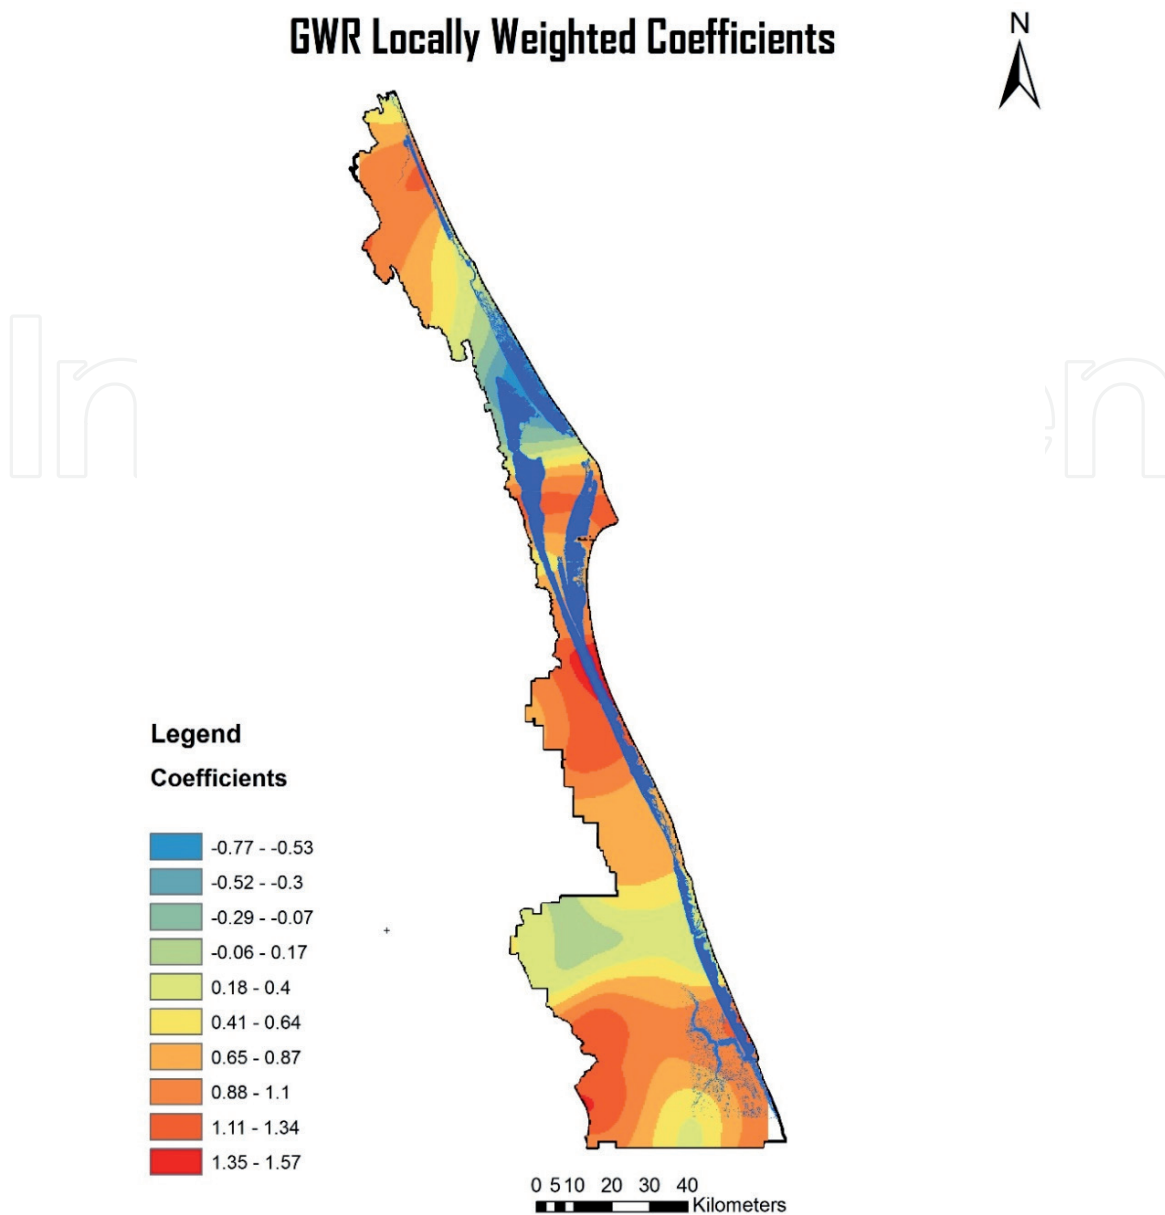 GWR Locally Weighted Coefficients
N
In en
Legend
Coefficients
-0.77 - -0.53
-0.52 - -0.3
-0.29 - -0.07
-0.06 - 0.17
0.18 - 0.4
0.41 - 0.64
0.65 - 0.87
0.88 - 1.1
1.11 - 1.34
1.35 - 1.57
0 5 10 20 30 40
Kilometers